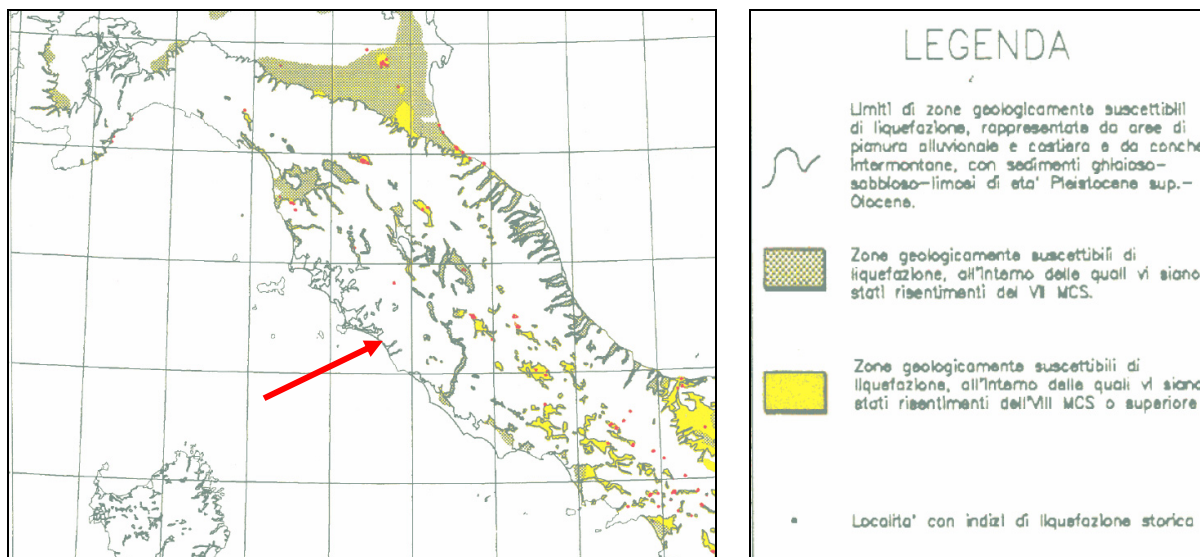 LEGENDA
Limiti di zone geologicamente suscettibili
di liquefazione, rappresentate da aree di
pianura alluvionale e costiera e da conche
intermontane, con sedimenti ghiaioso-
sabbioso-limosi di eta' Pleistocene sup.-
Olocene.
Zone geologicamente suscettibili di
liquefazione, all'interno delle quali vi siano
stati risentimenti del VII MCS.
Zone geologicamente suscettibili di
liquefazione, all'interno delle quali vi siano
stati risentimenti dell'VIII MCS o superiore
Localita' con indizi di liquefazione storica